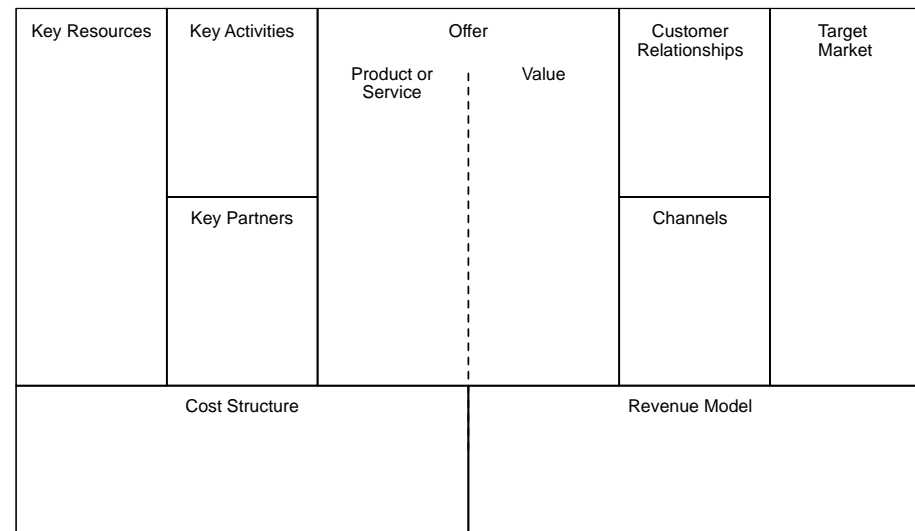 Key Resources
Key Activities
Key Partners
Offer
Product or
Service
Value
Customer
Relationships
Channels
Target
Market
Cost Structure
Revenue Model